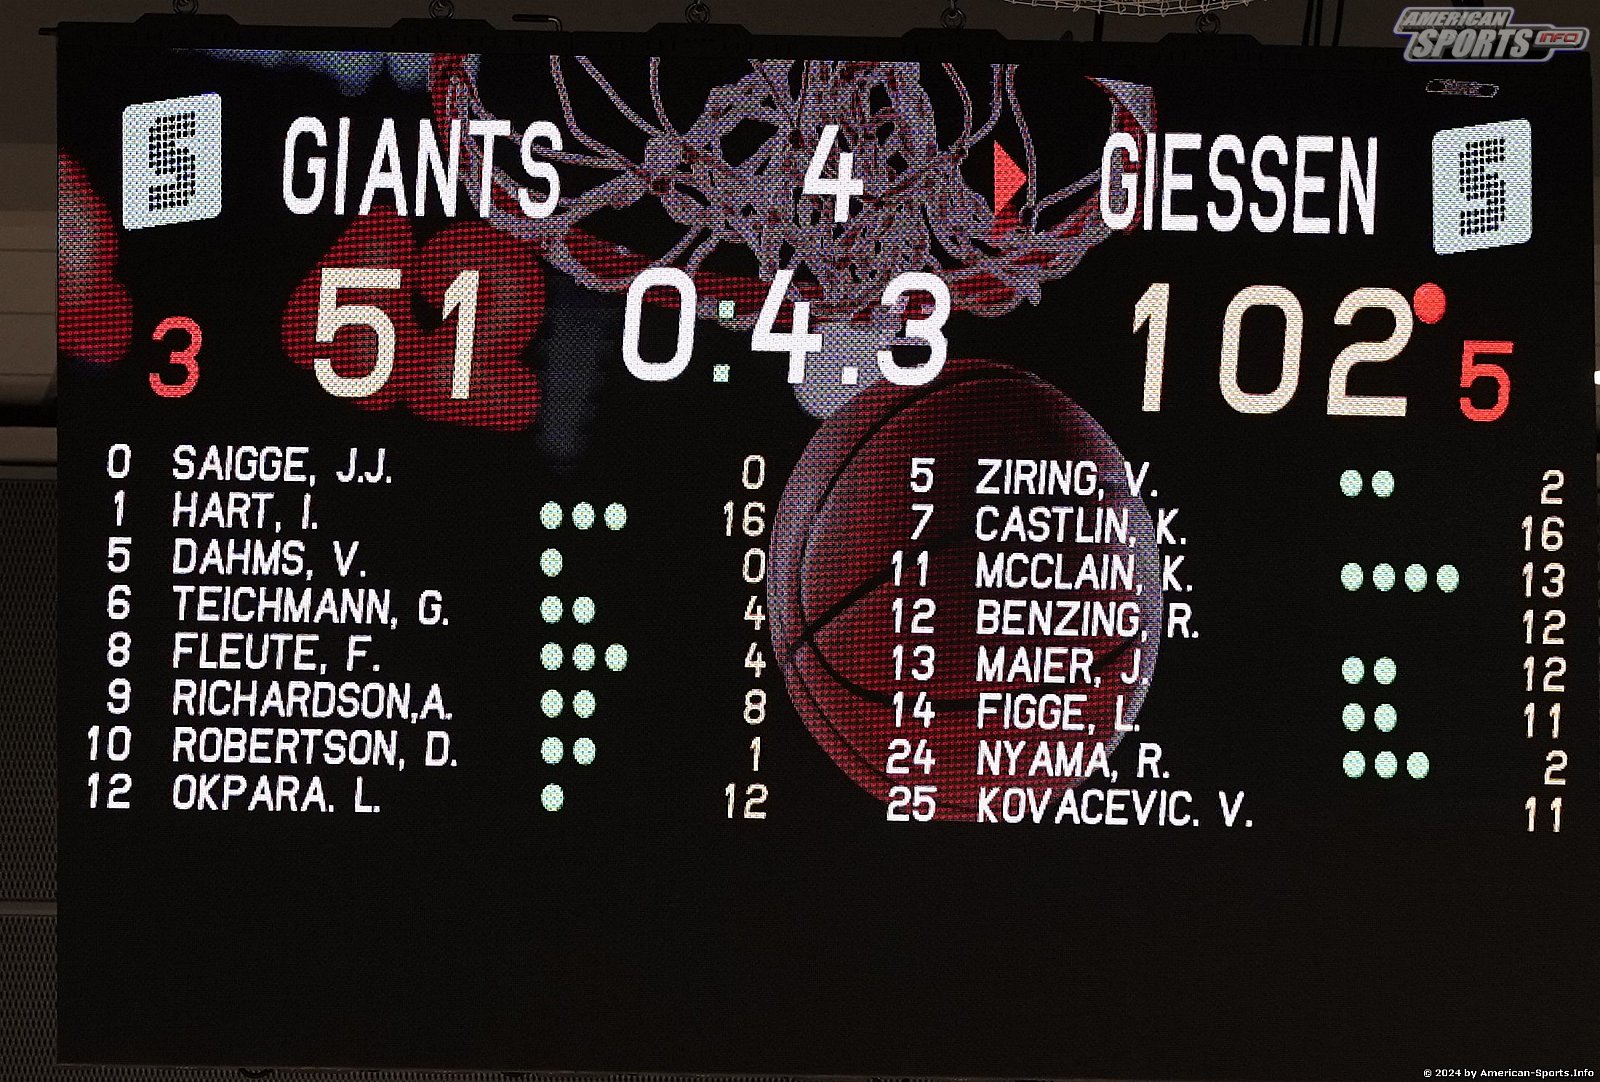 AMERICAN
SPORTS INFO
5 GIANTS 4 GIESSEN 5
3 51 0:4.3 102 5
0 SAIGGE, J.J. 0
1 HART, I. 16
5 DAHMS, V. 0
6 TEICHMANN, G. 4
8 FLEUTE, F. 4
9 RICHARDSON,A. 8
10 ROBERTSON, D. 1
12 OKPARA. L. 12
5 ZIRING, V. 2
7 CASTLIN, K. 16
11 MCCLAIN, K. 13
12 BENZING, R. 12
13 MAIER, J. 12
14 FIGGE, L. 11
24 NYAMA, R. 2
25 KOVACEVIC. V. 11
© 2024 by American-Sports.Info